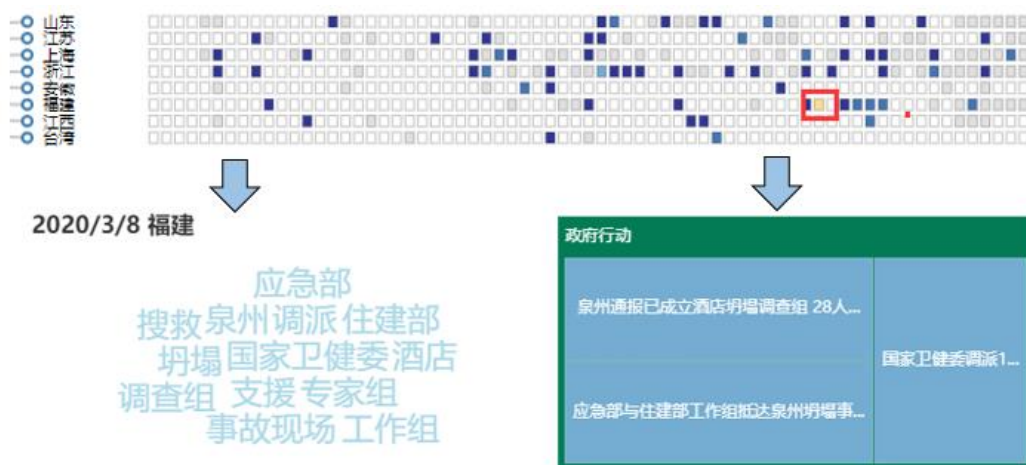 山东
江苏
上海
浙江
安徽
福建
江西
台湾
2020/3/8 福建
应急部
搜救 泉州 调派 住建部
坍塌 国家卫健委 酒店
调查组 支援 专家组
事故现场 工作组
政府行动
泉州通报已成立酒店坍塌调查组 28人...
国家卫健委调派1...
应急部与住建部工作组抵达泉州坍塌事...